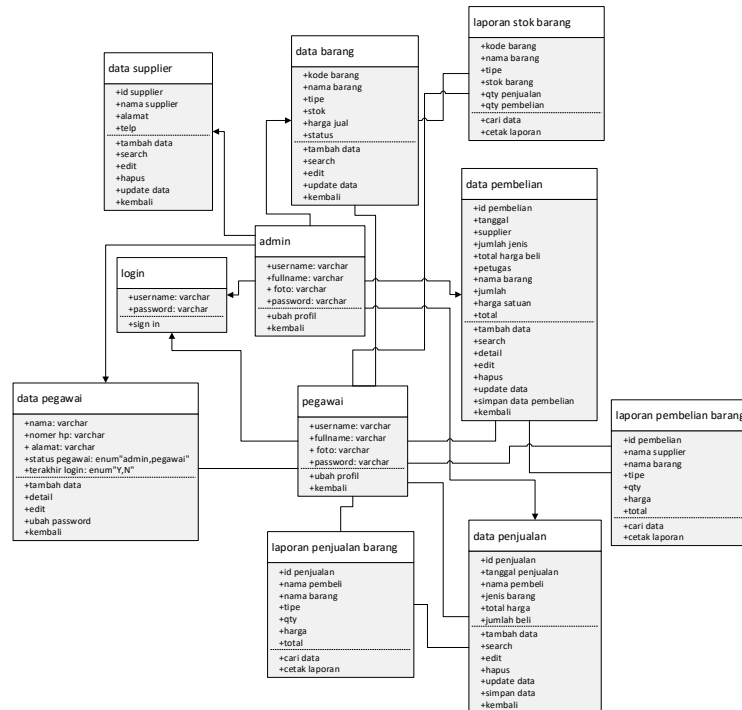 laporan stok barang
+kode barang
+nama barang
+tipe
+stok barang
+qty penjualan
+qty pembelian
+cari data
+cetak laporan
data barang
+kode barang
+nama barang
+tipe
+stok
+harga jual
+status
+tambah data
+search
+edit
+update data
+kembali
data supplier
+id supplier
+nama supplier
+alamat
+telp
+tambah data
+search
+edit
+hapus
+update data
+kembali
data pembelian
+id pembelian
+tanggal
+supplier
+jumlah jenis
+total harga beli
+petugas
+nama barang
+jumlah
+harga satuan
+total
+tambah data
+search
+detail
+edit
+hapus
+update data
+simpan data pembelian
+kembali
admin
+username: varchar
+fullname: varchar
+ foto: varchar
+password: varchar
+ubah profil
+kembali
login
+username: varchar
+password: varchar
+sign in
data pegawai
+nama: varchar
+nomer hp: varchar
+ alamat: varchar
+status pegawai: enum"admin,pegawai"
+terakhir login: enum"Y,N"
+tambah data
+detail
+edit
+ubah password
+kembali
pegawai
+username: varchar
+fullname: varchar
+ foto: varchar
+password: varchar
+ubah profil
+kembali
laporan pembelian barang
+id pembelian
+nama supplier
+nama barang
+tipe
+qty
+harga
+total
+cari data
+cetak laporan
laporan penjualan barang
+id penjualan
+nama pembeli
+nama barang
+tipe
+qty
+harga
+total
+cari data
+cetak laporan
data penjualan
+id penjualan
+tanggal penjualan
+nama pembeli
+jenis barang
+total harga
+jumlah beli
+tambah data
+search
+edit
+hapus
+update data
+simpan data
+kembali